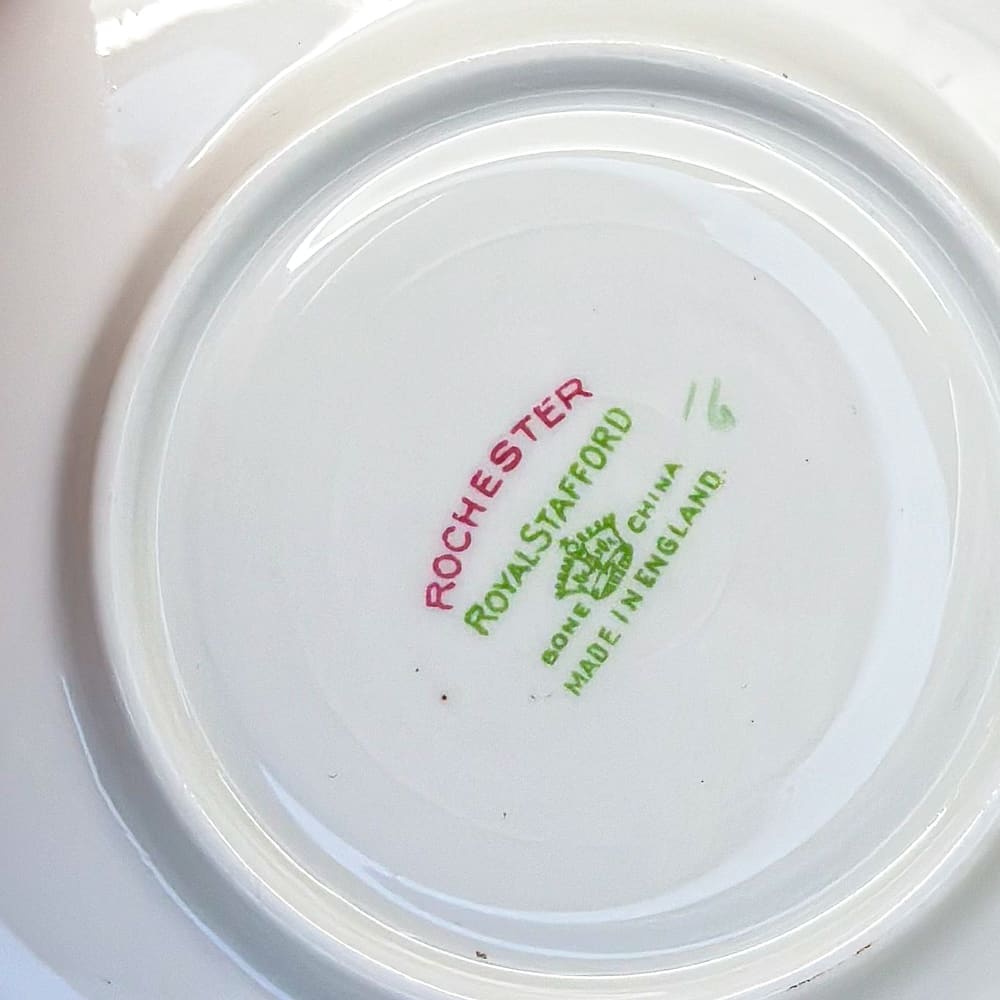 ROCHESTER
ROYAL STAFFORD
BONE CHINA
MADE IN ENGLAND.
16